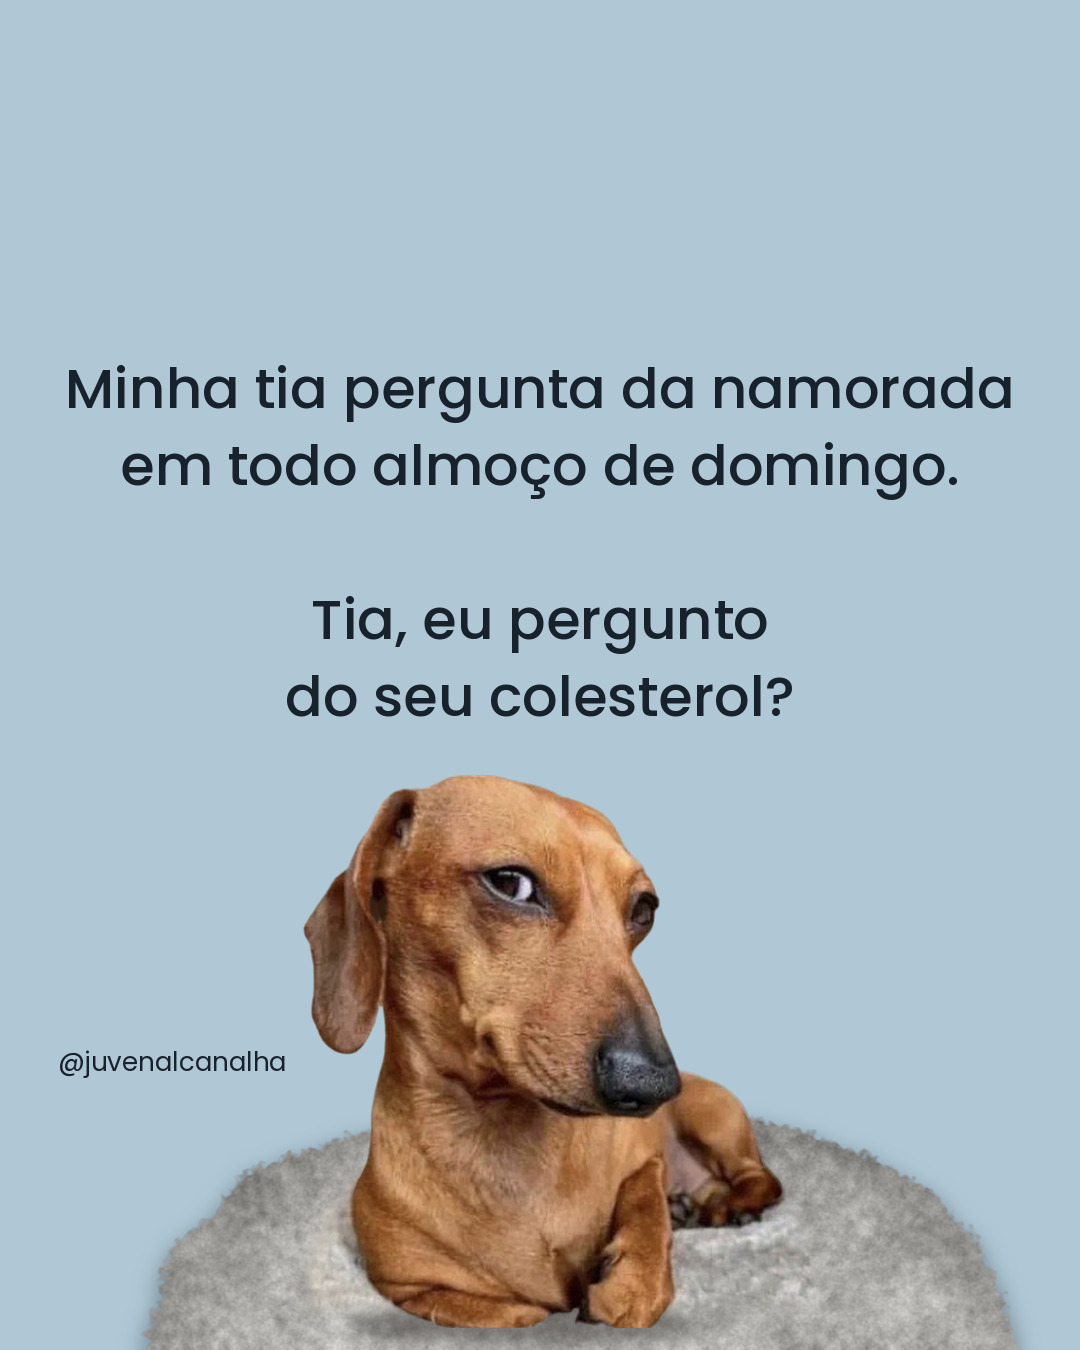 Minha tia pergunta da namorada
em todo almoço de domingo.
Tia, eu pergunto
do seu colesterol?
@juvenalcanalha